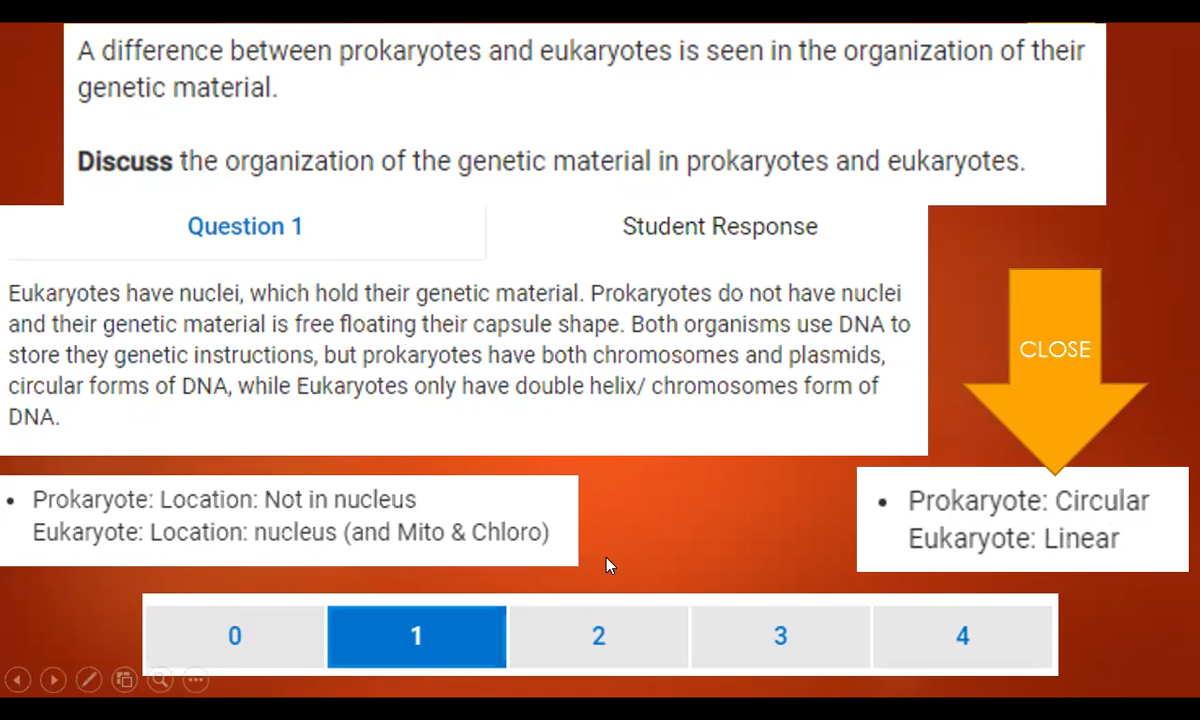 A difference between prokaryotes and eukaryotes is seen in the organization of their
genetic material.
Discuss the organization of the genetic material in prokaryotes and eukaryotes.
Question 1
Student Response
Eukaryotes have nuclei, which hold their genetic material. Prokaryotes do not have nuclei
and their genetic material is free floating their capsule shape. Both organisms use DNA to
store they genetic instructions, but prokaryotes have both chromosomes and plasmids,
circular forms of DNA, while Eukaryotes only have double helix/ chromosomes form of
DNA.
CLOSE
• Prokaryote: Location: Not in nucleus
Eukaryote: Location: nucleus (and Mito & Chloro)
• Prokaryote: Circular
Eukaryote: Linear
0 1 2 3 4